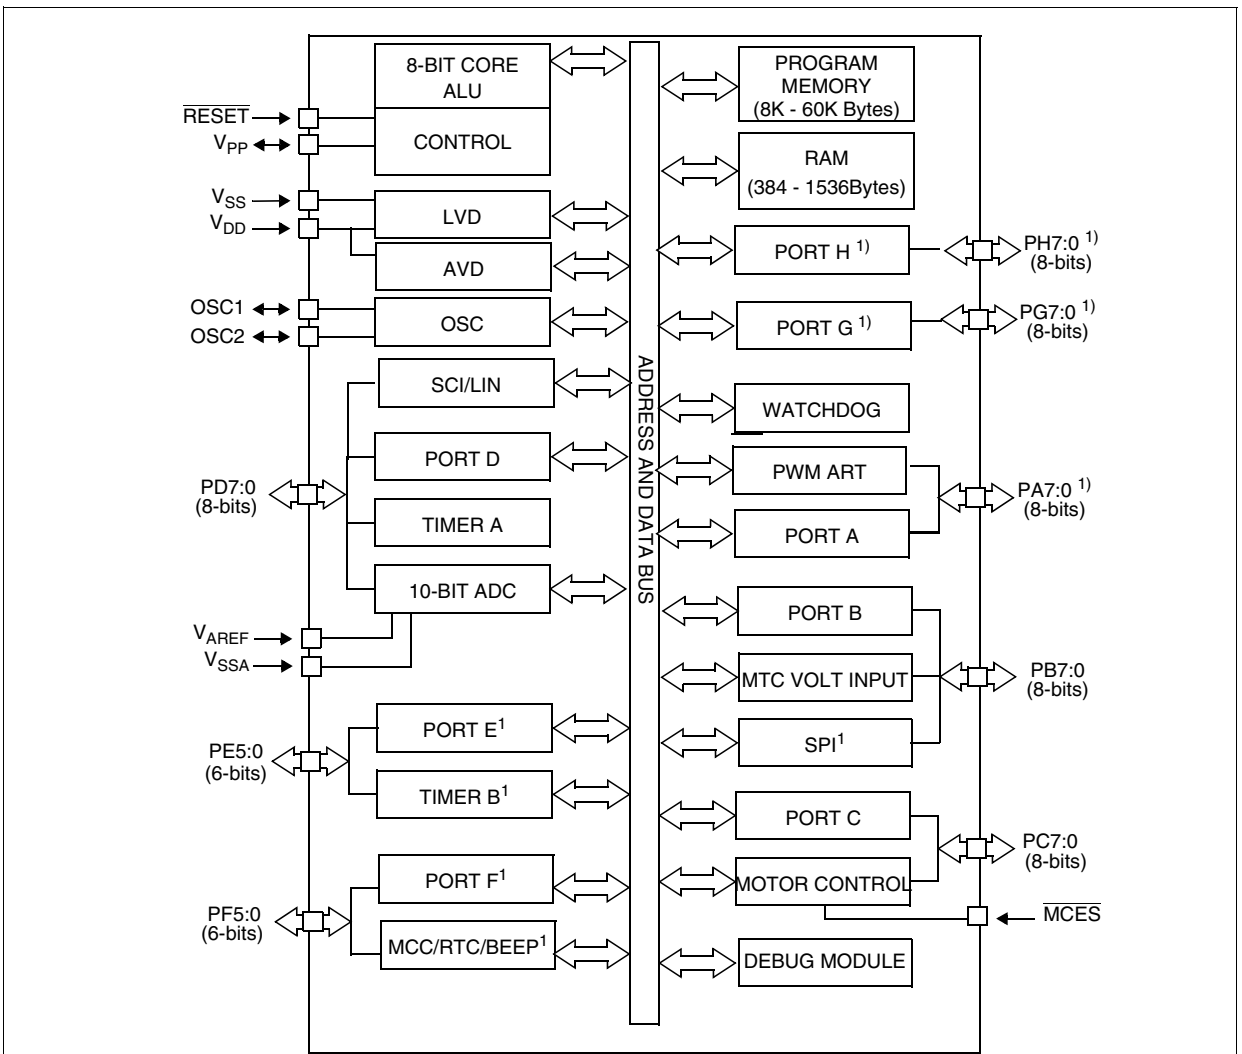 8-BIT CORE
ALU
CONTROL
RESET
VPP
VSS
VDD
LVD
AVD
OSC1
OSC2
OSC
SCI/LIN
PORT D
PD7:0
(8-bits)
TIMER A
10-BIT ADC
VAREF
VSSA
PORT E1
PE5:0
(6-bits)
TIMER B1
PORT F1
PF5:0
(6-bits)
MCC/RTC/BEEP1
ADDRESS AND DATA BUS
PROGRAM
MEMORY
(8K - 60K Bytes)
RAM
(384 - 1536Bytes)
PORT H 1)
PH7:0 1)
(8-bits)
PORT G 1)
PG7:0 1)
(8-bits)
WATCHDOG
PWM ART
PA7:0 1)
(8-bits)
PORT A
PORT B
MTC VOLT INPUT
PB7:0
(8-bits)
SPI1
PORT C
PC7:0
(8-bits)
MOTOR CONTROL
MCES
DEBUG MODULE